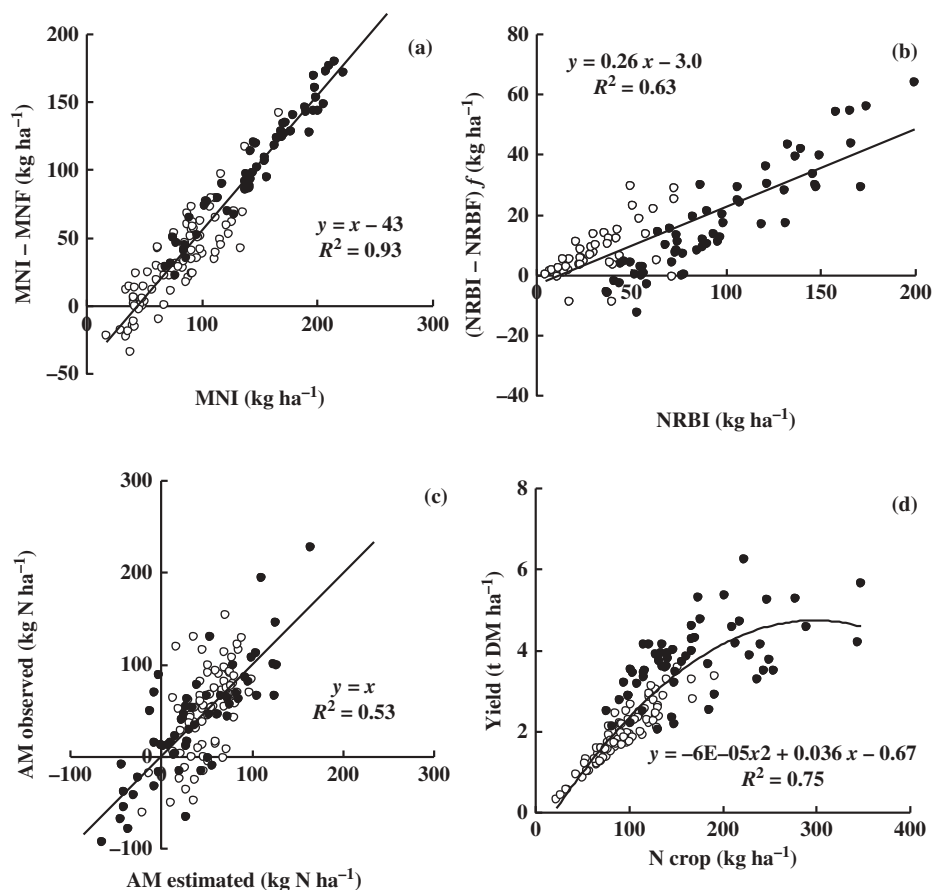 (a)
200
150
100
50
0
−50
0
100
200
300
MNI − MNF (kg ha⁻¹)
MNI (kg ha⁻¹)
y = x − 43
R² = 0.93
(b)
80
60
40
20
0
−20
−40
0
50
100
150
200
(NRBI − NRBF) f (kg ha⁻¹)
NRBI (kg ha⁻¹)
y = 0.26 x − 3.0
R² = 0.63
(c)
300
200
100
0
−100
−100
0
100
200
300
AM observed (kg N ha⁻¹)
AM estimated (kg N ha⁻¹)
y = x
R² = 0.53
(d)
8
6
4
2
0
0
100
200
300
400
Yield (t DM ha⁻¹)
N crop (kg ha⁻¹)
y = −6E−05x2 + 0.036 x − 0.67
R² = 0.75